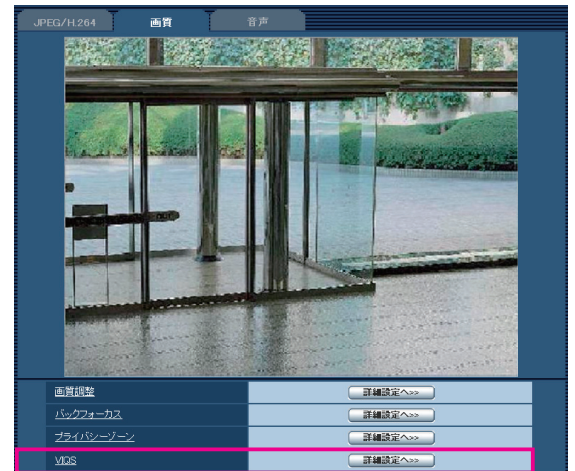 JPEG/H.264 画質 音声
画質調整 詳細設定へ>>
バックフォーカス 詳細設定へ>>
プライバシーゾーン 詳細設定へ>>
VIQS 詳細設定へ>>